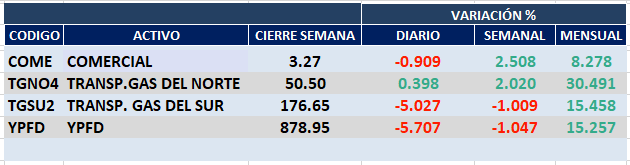 VARIACIÓN %
CODIGO ACTIVO CIERRE SEMANA DIARIO SEMANAL MENSUAL
COME COMERCIAL 3.27 -0.909 2.508 8.278
TGNO4 TRANSP.GAS DEL NORTE 50.50 0.398 2.020 30.491
TGSU2 TRANSP. GAS DEL SUR 176.65 -5.027 -1.009 15.458
YPFD YPFD 878.95 -5.707 -1.047 15.257